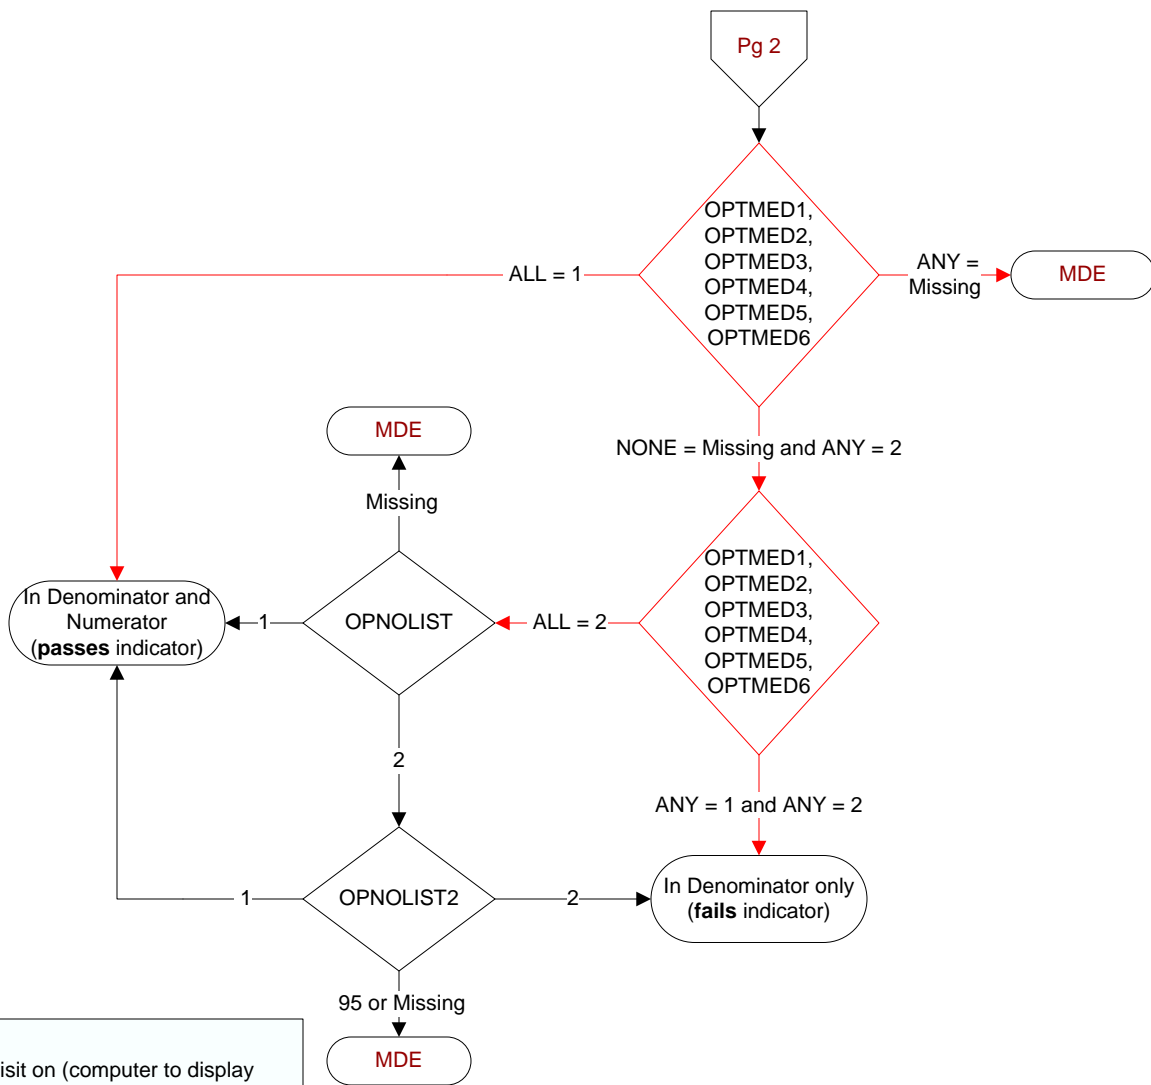 Pg 2
OPTMED1,
OPTMED2,
OPTMED3,
OPTMED4,
OPTMED5,
OPTMED6
ALL = 1
ANY =
Missing
MDE
NONE = Missing and ANY = 2
MDE
Missing
OPTMED1,
OPTMED2,
OPTMED3,
OPTMED4,
OPTMED5,
OPTMED6
In Denominator and
Numerator
(passes indicator)
1
OPNOLIST
ALL = 2
2
ANY = 1 and ANY = 2
1
OPNOLIST2
2
In Denominator only
(fails indicator)
95 or Missing
MDE
on (computer to display